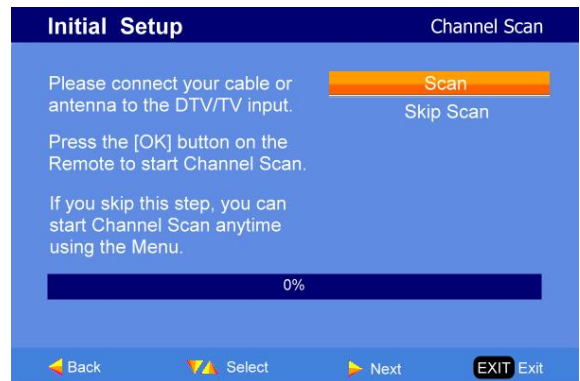 Initial Setup
Channel Scan
Please connect your cable or
antenna to the DTV/TV input.
Press the [OK] button on the
Remote to start Channel Scan.
If you skip this step, you can
start Channel Scan anytime
using the Menu.
Scan
Skip Scan
0%
Back Select Next EXIT Exit